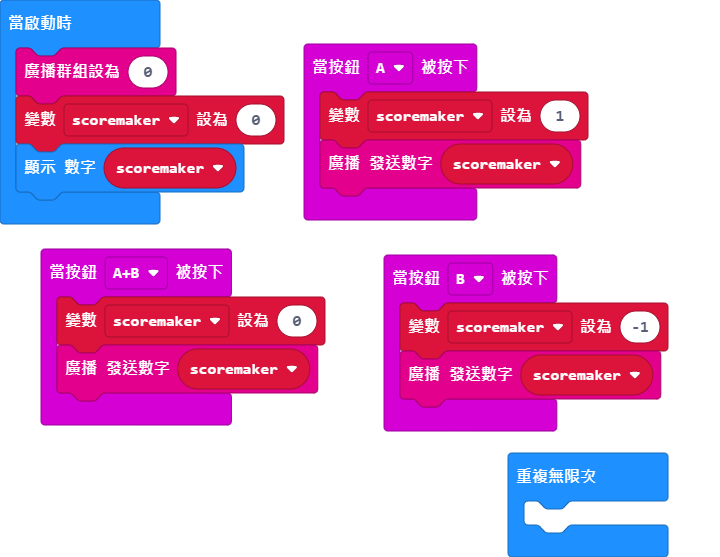 當啟動時
廣播群組設為 0
變數 scoremaker 設為 0
顯示 數字 scoremaker
當按鈕 A 被按下
變數 scoremaker 設為 1
廣播 發送數字 scoremaker
當按鈕 A+B 被按下
變數 scoremaker 設為 0
廣播 發送數字 scoremaker
當按鈕 B 被按下
變數 scoremaker 設為 -1
廣播 發送數字 scoremaker
重複無限次